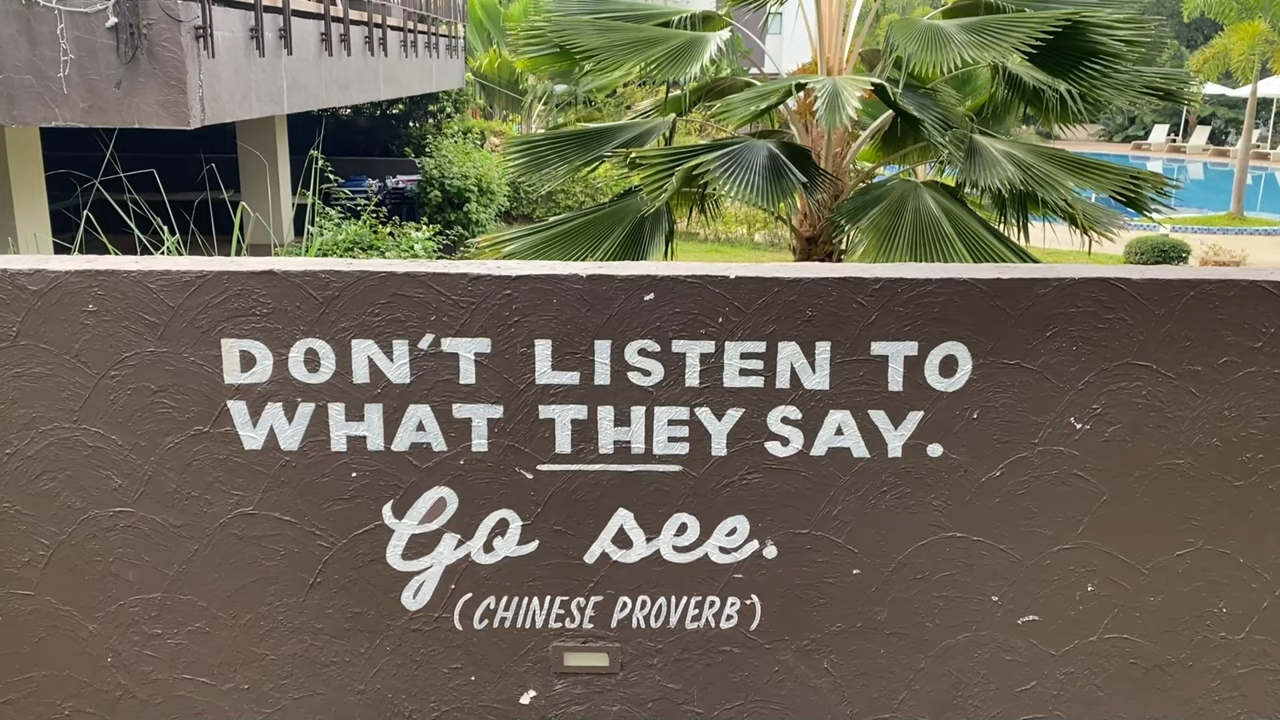 DON'T LISTEN TO
WHAT THEY SAY.
Go see.
(CHINESE PROVERB)